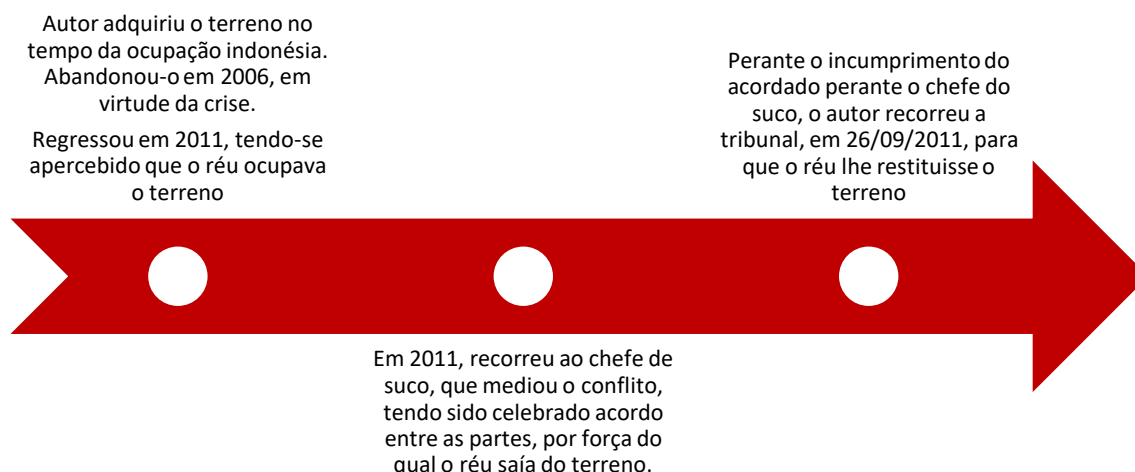 Autor adquiriu o terreno no
tempo da ocupação indonésia.
Abandonou-o em 2006, em
virtude da crise.
Regressou em 2011, tendo-se
apercebido que o réu ocupava
o terreno
Em 2011, recorreu ao chefe de
suco, que mediou o conflito,
tendo sido celebrado acordo
entre as partes, por força do
qual o réu saía do terreno.
Perante o incumprimento do
acordado perante o chefe do
suco, o autor recorreu a
tribunal, em 26/09/2011, para
que o réu lhe restituisse o
terreno